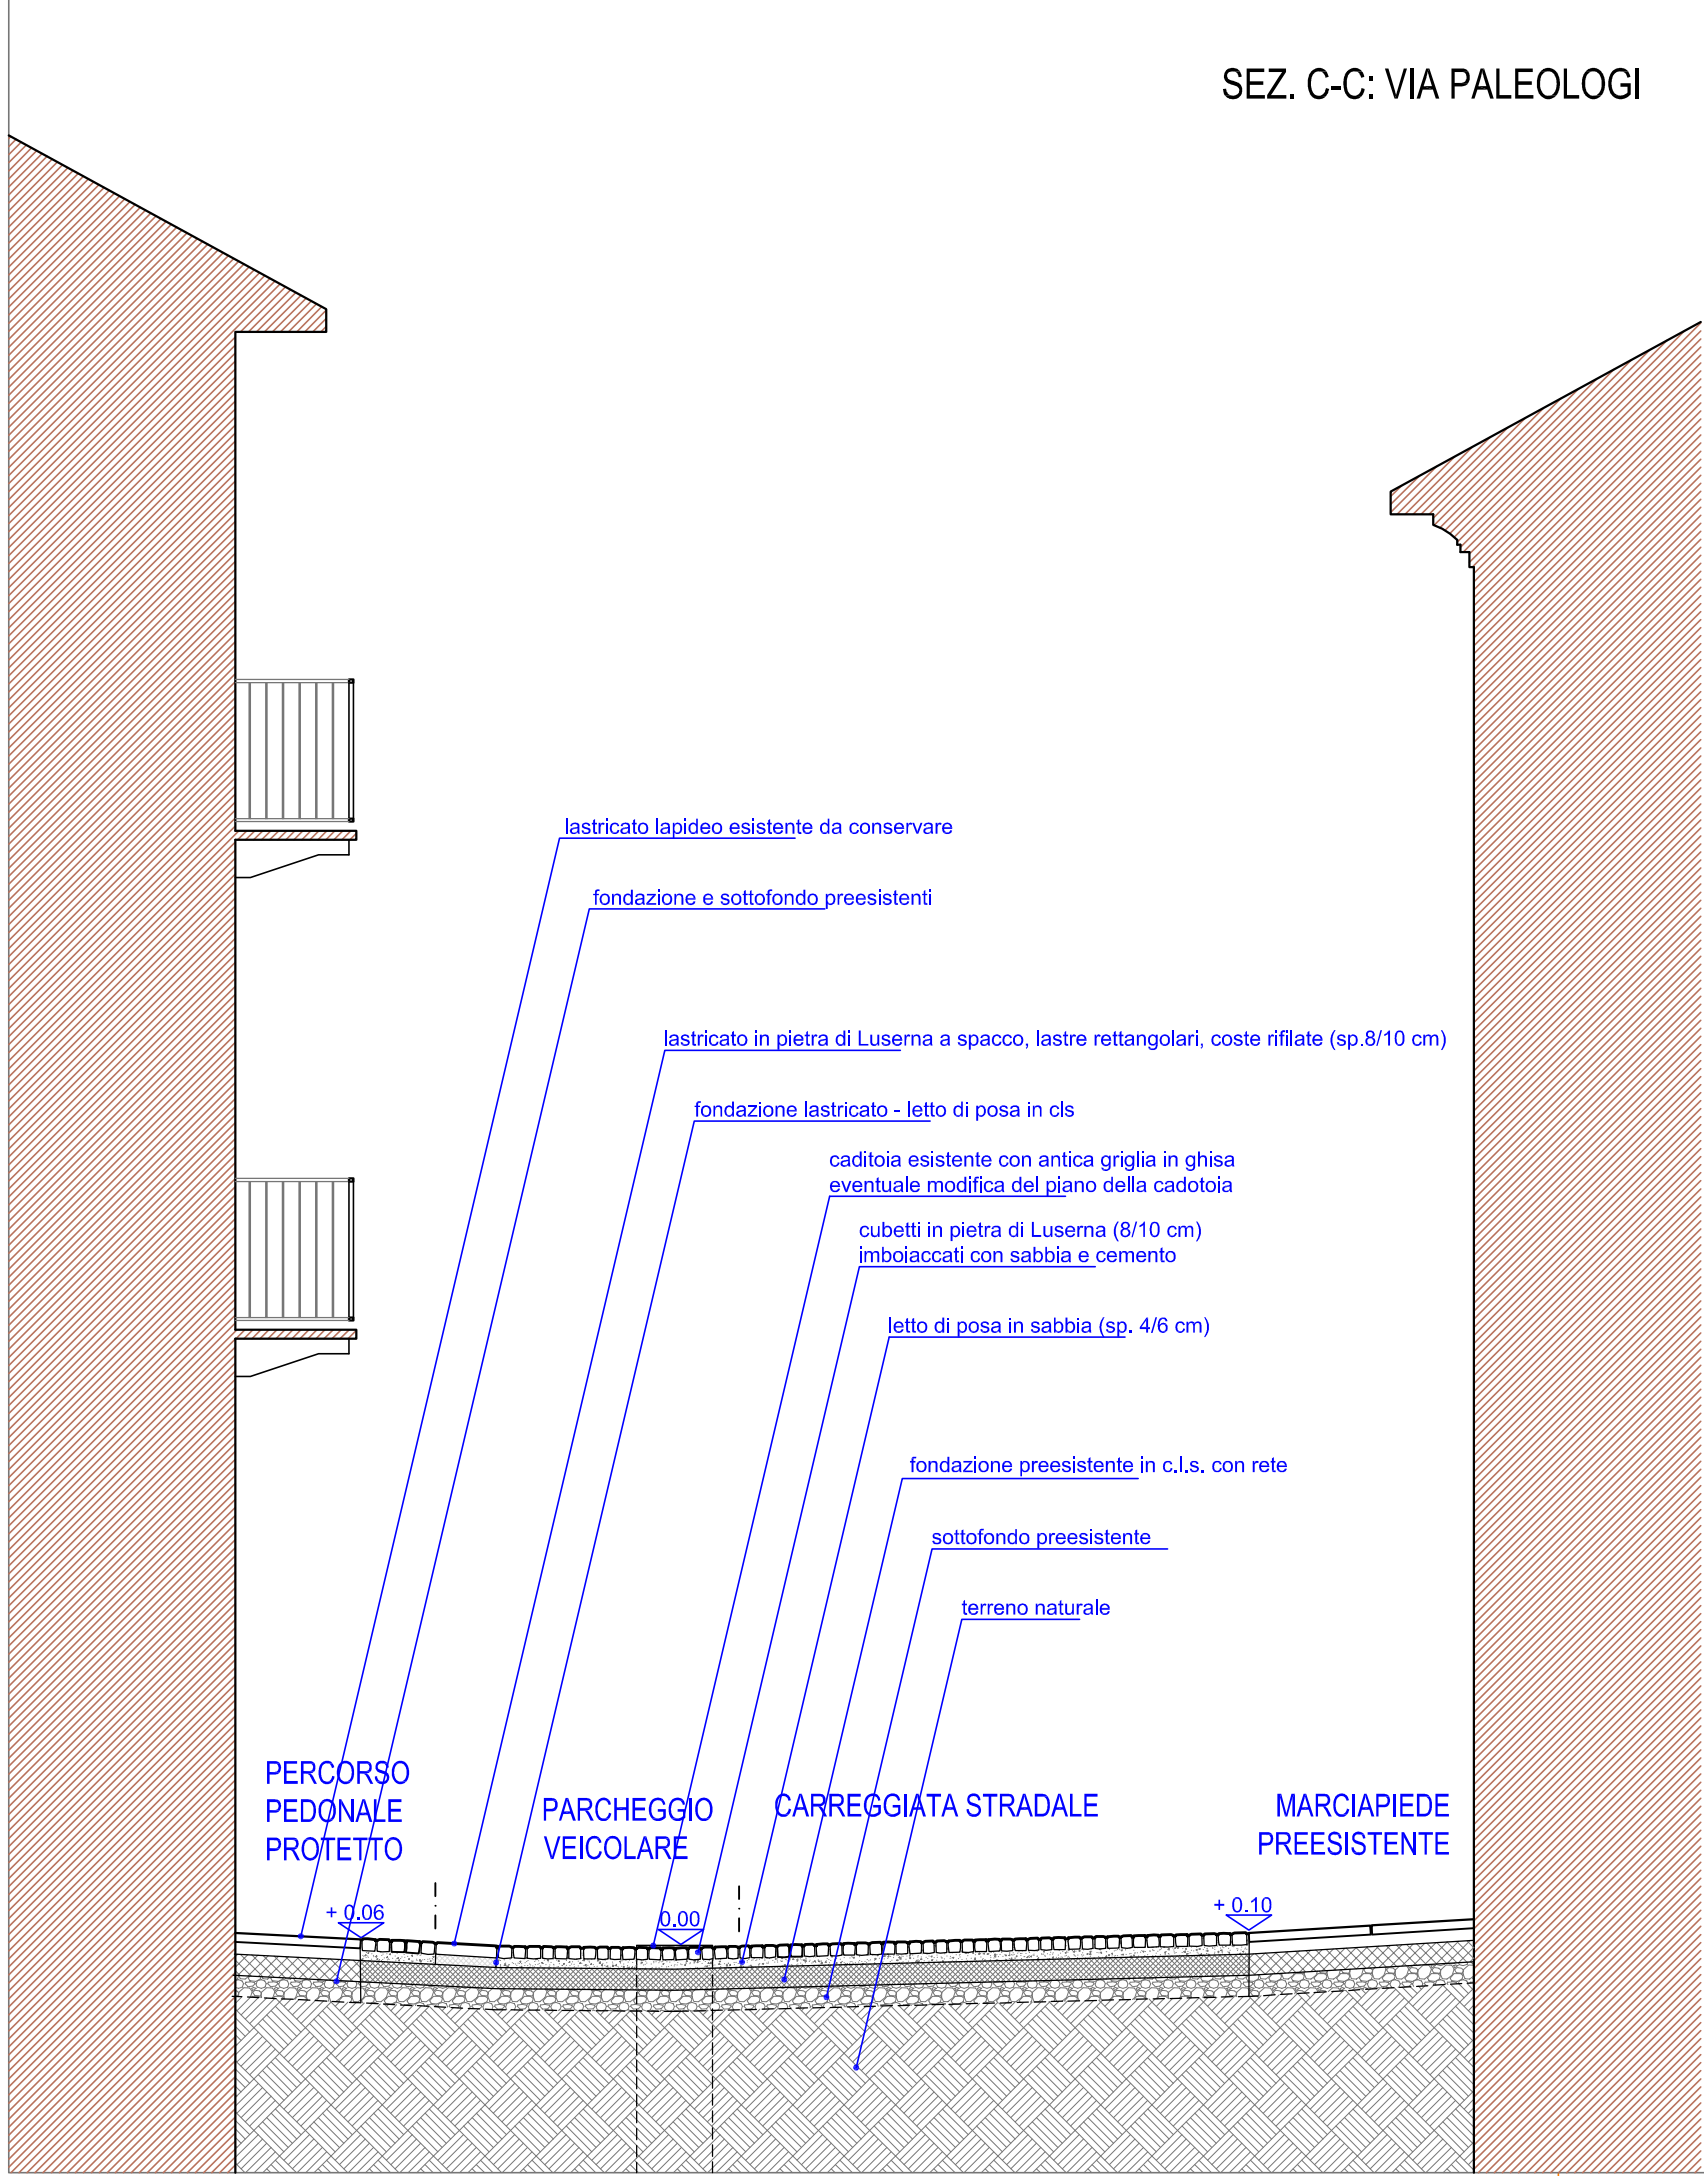 SEZ. C-C: VIA PALEOLOGI
lastricato lapideo esistente da conservare
fondazione e sottofondo preesistenti
lastricato in pietra di Luserna a spacco, lastre rettangolari, coste rifilate (sp.8/10 cm)
fondazione lastricato - letto di posa in cls
caditoia esistente con antica griglia in ghisa
eventuale modifica del piano della cadotoia
cubetti in pietra di Luserna (8/10 cm)
imboiaccati con sabbia e cemento
letto di posa in sabbia (sp. 4/6 cm)
fondazione preesistente in c.l.s. con rete
sottofondo preesistente
terreno naturale
PERCORSO
PEDONALE
PROTETTO
PARCHEGGIO
VEICOLARE
CARREGGIATA STRADALE
MARCIAPIEDE
PREESISTENTE
+ 0.06
0.00
+ 0.10